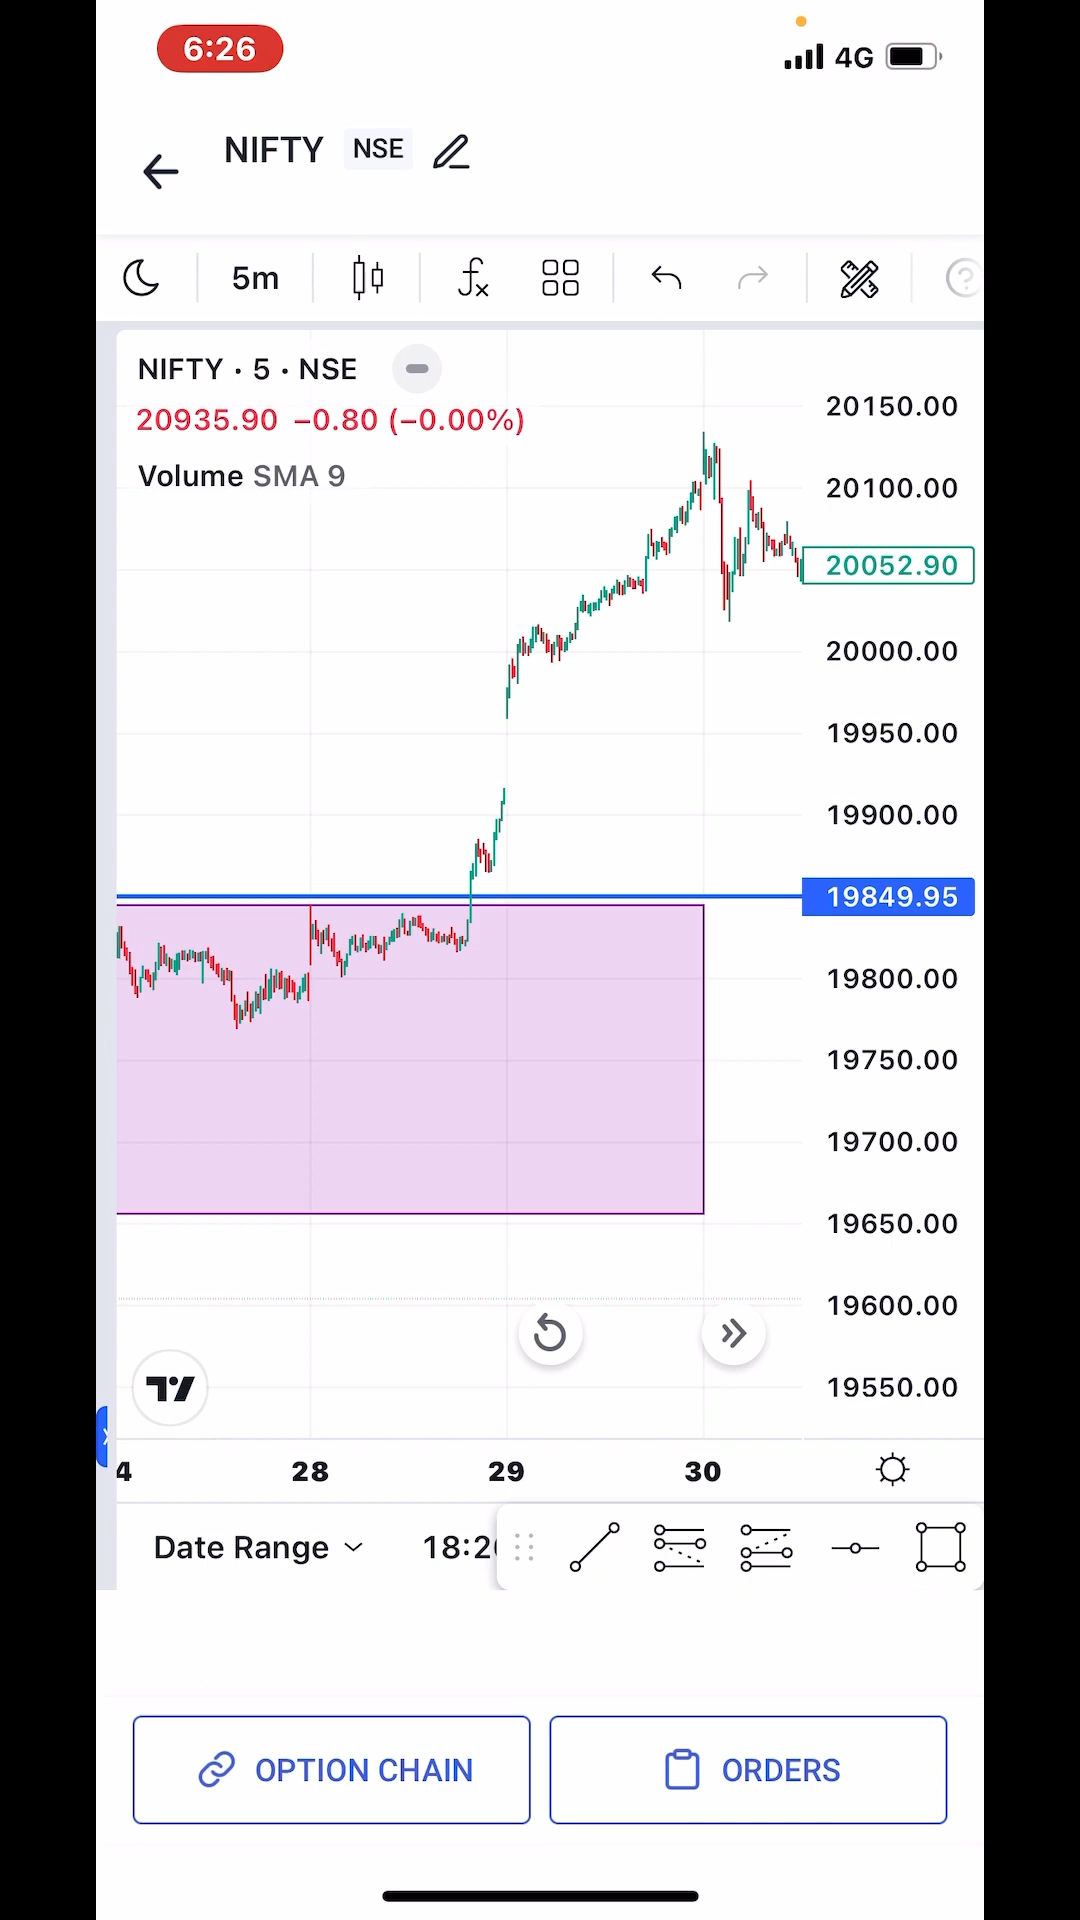 6:26
4G
NIFTY NSE
5m
NIFTY · 5 · NSE
20935.90 −0.80 (−0.00%)
Volume SMA 9
20150.00
20100.00
20052.90
20000.00
19950.00
19900.00
19849.95
19800.00
19750.00
19700.00
19650.00
19600.00
19550.00
4 28 29 30
Date Range 18:2
OPTION CHAIN ORDERS